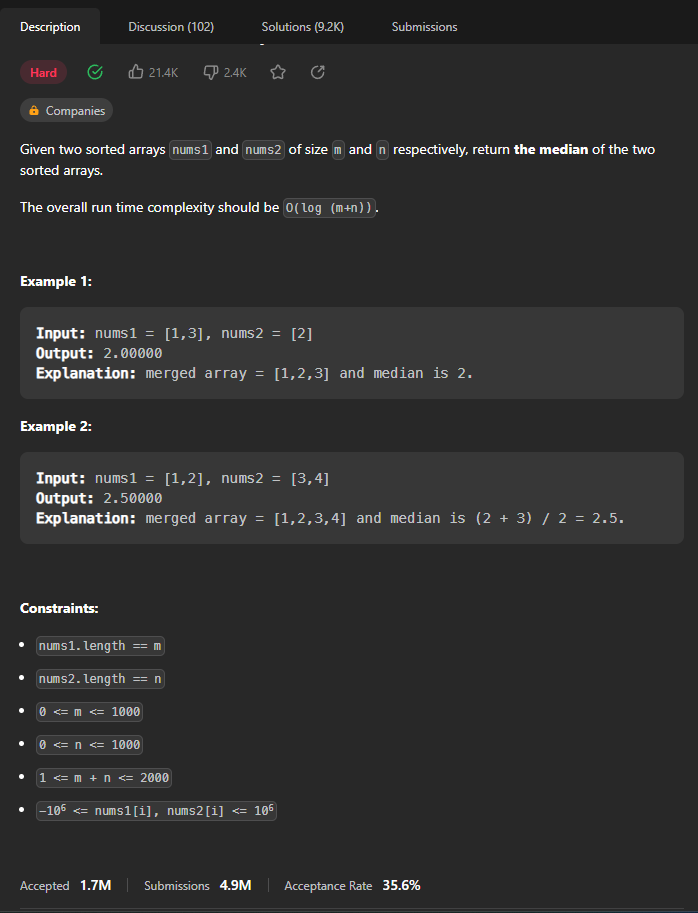 Description Discussion (102) Solutions (9.2K) Submissions
Hard 21.4K 2.4K
Companies
Given two sorted arrays nums1 and nums2 of size m and n respectively, return the median of the two
sorted arrays.
The overall run time complexity should be O(log (m+n)).
Example 1:
Input: nums1 = [1,3], nums2 = [2]
Output: 2.00000
Explanation: merged array = [1,2,3] and median is 2.
Example 2:
Input: nums1 = [1,2], nums2 = [3,4]
Output: 2.50000
Explanation: merged array = [1,2,3,4] and median is (2 + 3) / 2 = 2.5.
Constraints:
• nums1.length == m
• nums2.length == n
• 0 <= m <= 1000
• 0 <= n <= 1000
• 1 <= m + n <= 2000
• -10⁶ <= nums1[i], nums2[i] <= 10⁶
Accepted 1.7M Submissions 4.9M Acceptance Rate 35.6%